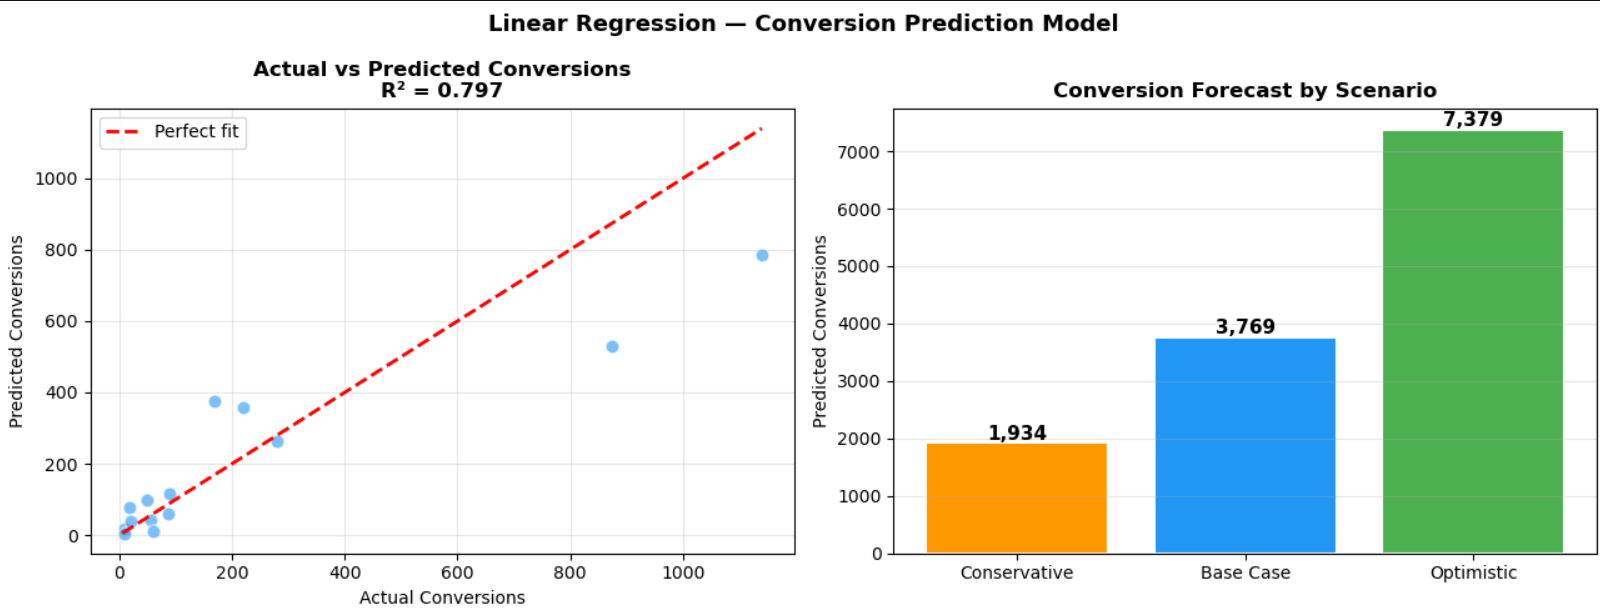 Linear Regression — Conversion Prediction Model
Actual vs Predicted Conversions
R² = 0.797
Perfect fit
1000
800
600
400
200
0
Predicted Conversions
0 200 400 600 800 1000
Actual Conversions
Conversion Forecast by Scenario
7,379
3,769
1,934
7000
6000
5000
4000
3000
2000
1000
0
Predicted Conversions
Conservative Base Case Optimistic